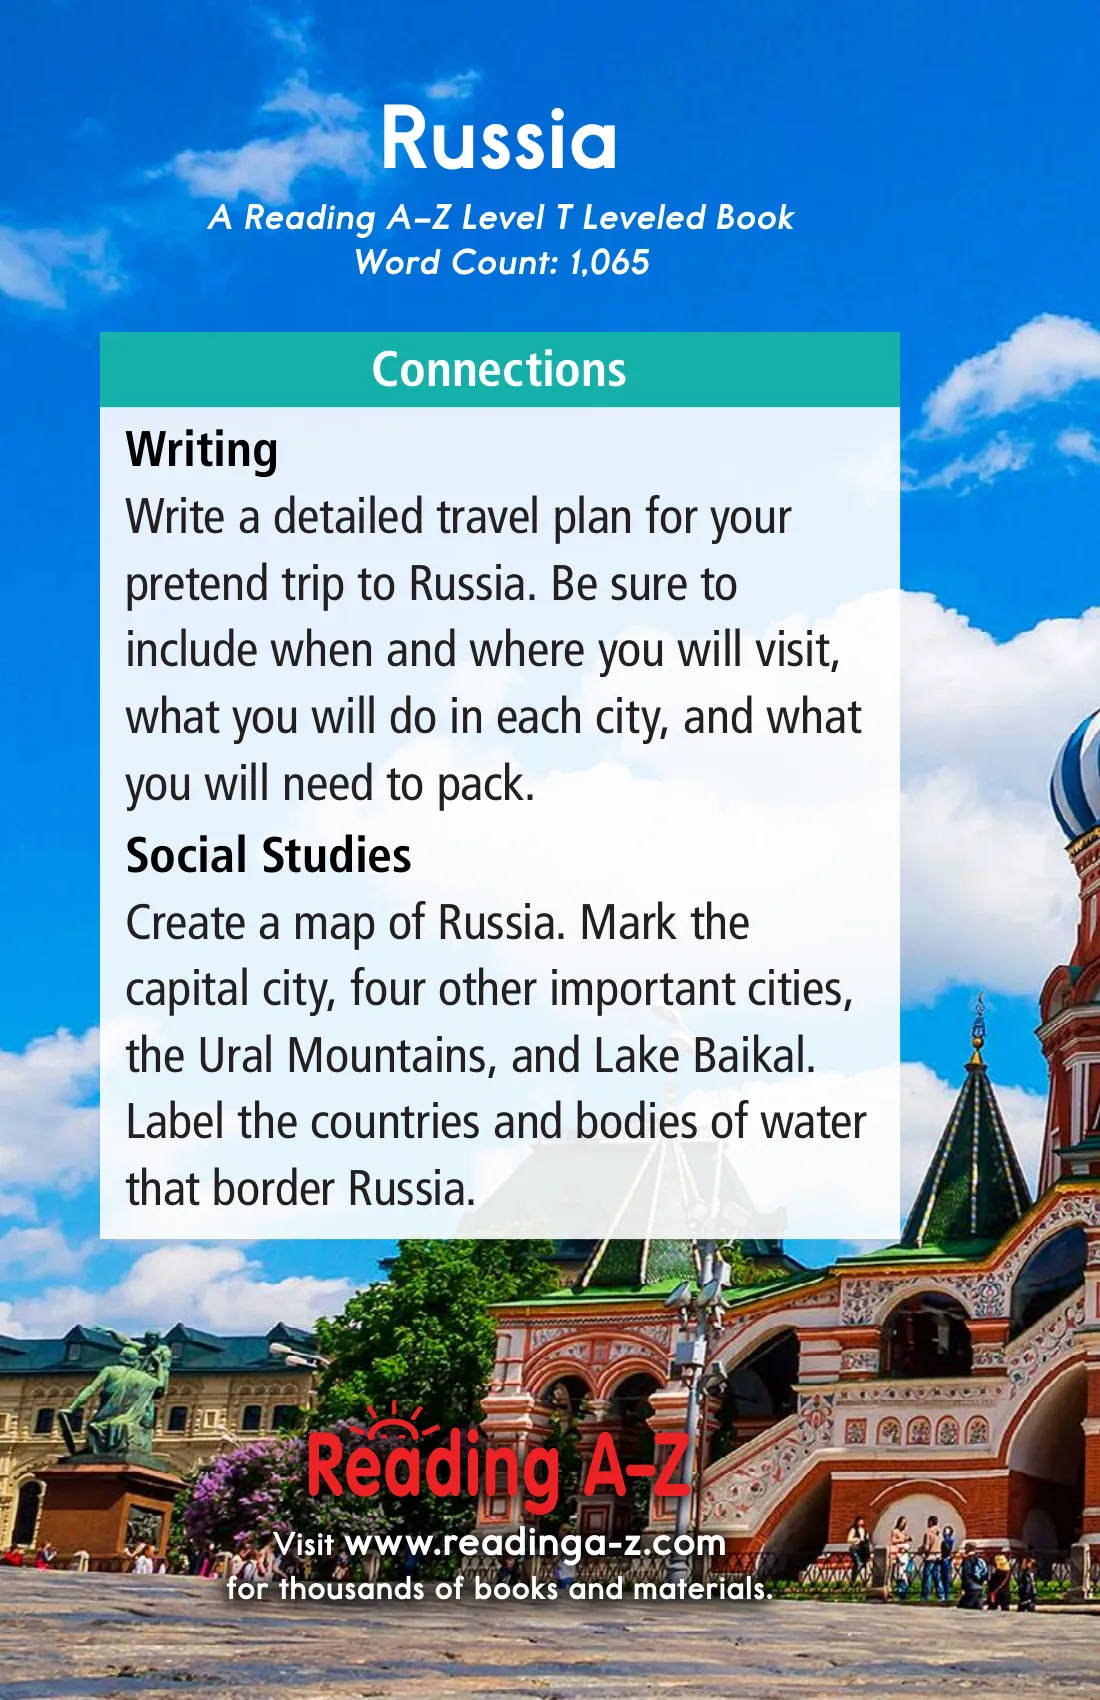 Russia
A Reading A–Z Level T Leveled Book
Word Count: 1,065
Connections
Writing
Write a detailed travel plan for your
pretend trip to Russia. Be sure to
include when and where you will visit,
what you will do in each city, and what
you will need to pack.
Social Studies
Create a map of Russia. Mark the
capital city, four other important cities,
the Ural Mountains, and Lake Baikal.
Label the countries and bodies of water
that border Russia.
Reading A-Z
Visit www.readinga-z.com
for thousands of books and materials.